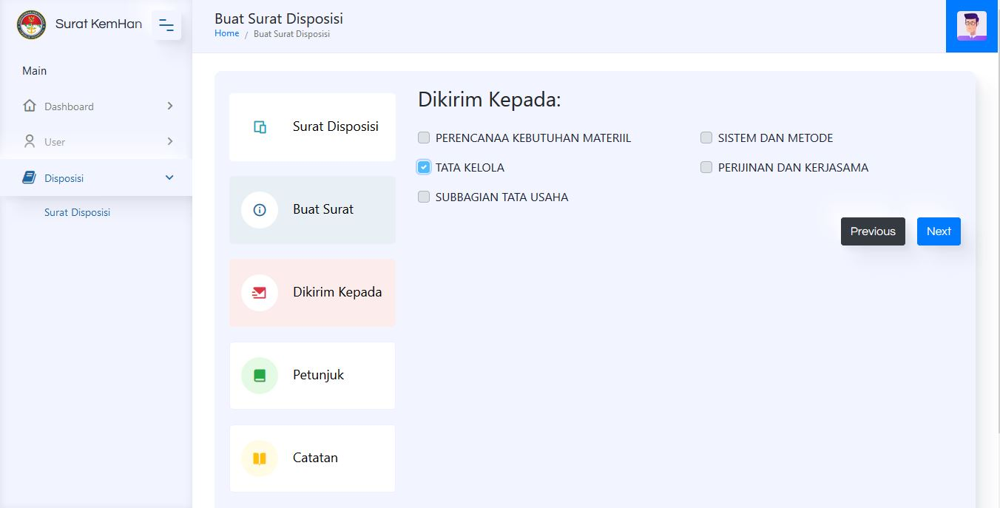 Surat KemHan
Main
Dashboard
User
Disposisi
Surat Disposisi
Buat Surat Disposisi
Home / Buat Surat Disposisi
Surat Disposisi
Buat Surat
Dikirim Kepada
Petunjuk
Catatan
Dikirim Kepada:
PERENCANAA KEBUTUHAN MATERIIL
SISTEM DAN METODE
TATA KELOLA
PERIJINAN DAN KERJASAMA
SUBBAGIAN TATA USAHA
Previous
Next